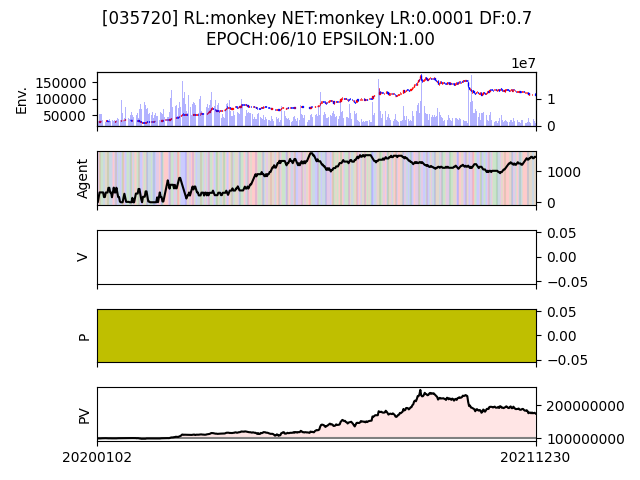 [035720] RL:monkey NET:monkey LR:0.0001 DF:0.7
EPOCH:06/10 EPSILON:1.00
1e7
Env.
150000
100000
50000
1
0
Agent
1000
0
V
0.05
0.00
−0.05
P
0.05
0.00
−0.05
PV
200000000
100000000
20200102
20211230